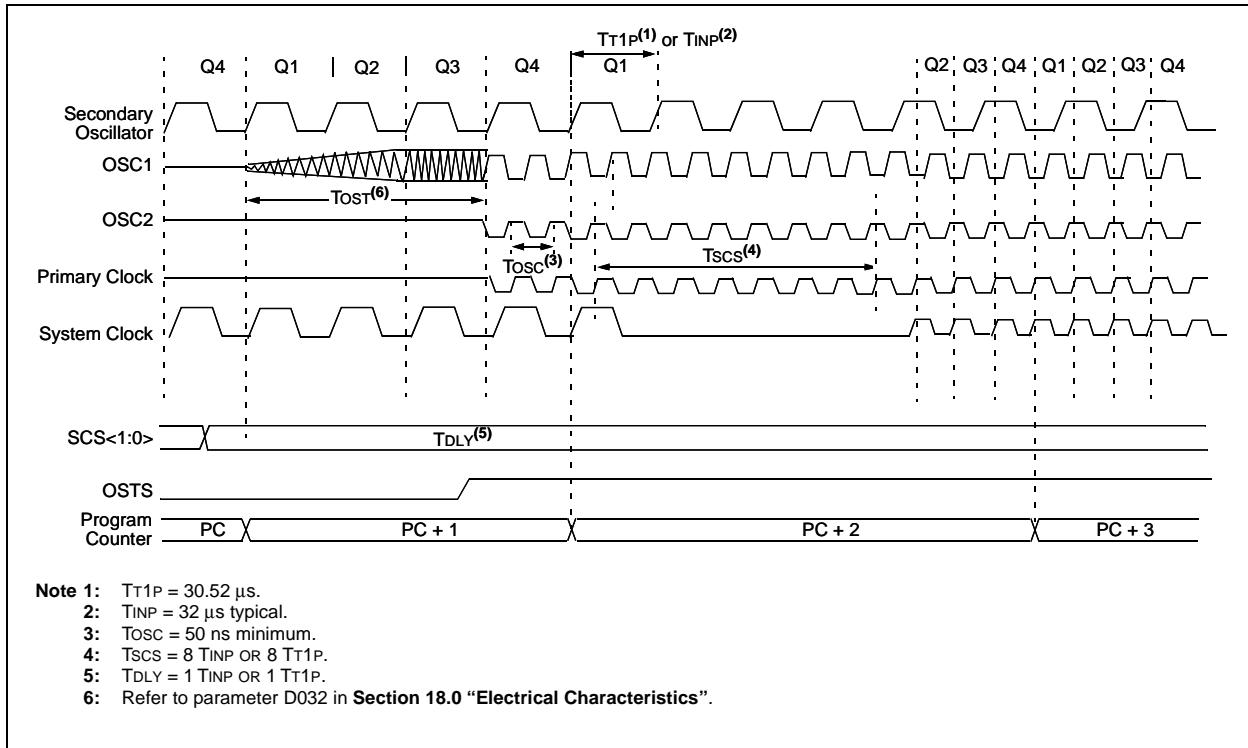 TT1P(1) or TINP(2)
Q4 Q1 Q2 Q3 Q4 Q1 Q2 Q3 Q4 Q1 Q2 Q3 Q4
Secondary
Oscillator
OSC1
TOST(6)
OSC2
TOSC(3)
TSCS(4)
Primary Clock
System Clock
SCS<1:0>
TDLY(5)
OSTS
Program
Counter
PC PC + 1 PC + 2 PC + 3
Note 1: TT1P = 30.52 μs.
2: TINP = 32 μs typical.
3: TOSC = 50 ns minimum.
4: TSCS = 8 TINP OR 8 TT1P.
5: TDLY = 1 TINP OR 1 TT1P.
6: Refer to parameter D032 in Section 18.0 “Electrical Characteristics”.